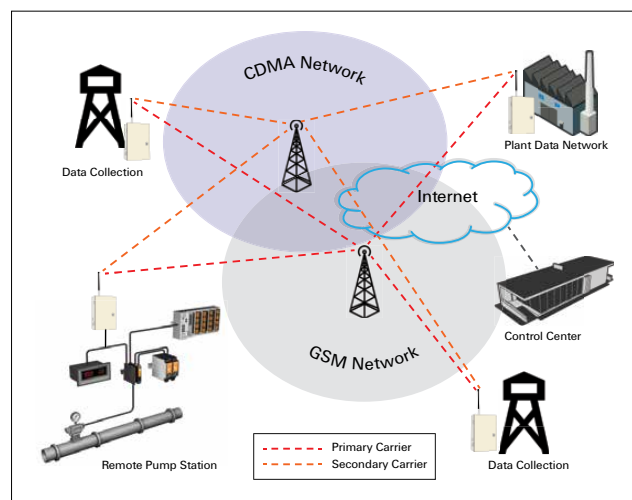 CDMA Network
Data Collection
Plant Data Network
Internet
Control Center
GSM Network
Remote Pump Station
Primary Carrier
Secondary Carrier
Data Collection